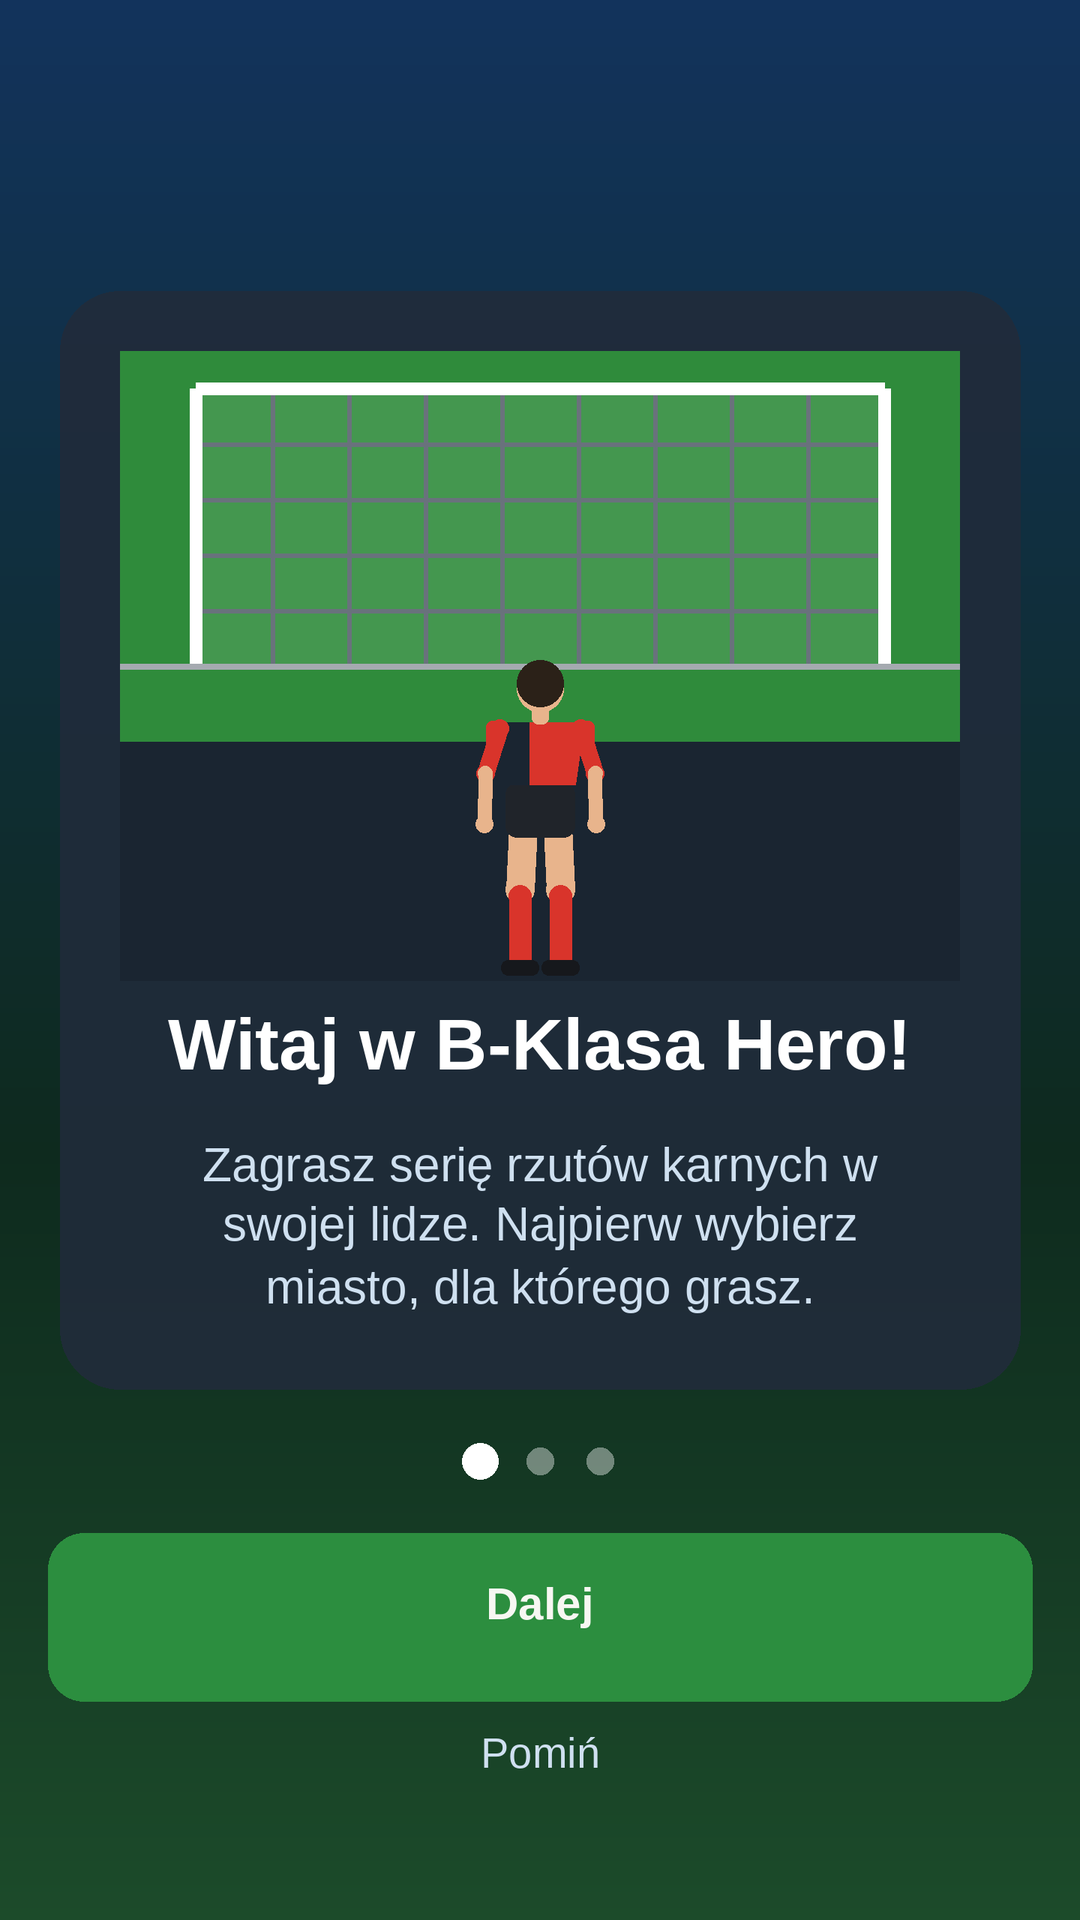 Witaj w B-Klasa Hero!
Zagrasz serię rzutów karnych w
swojej lidze. Najpierw wybierz
miasto, dla którego grasz.
Dalej
Pomiń